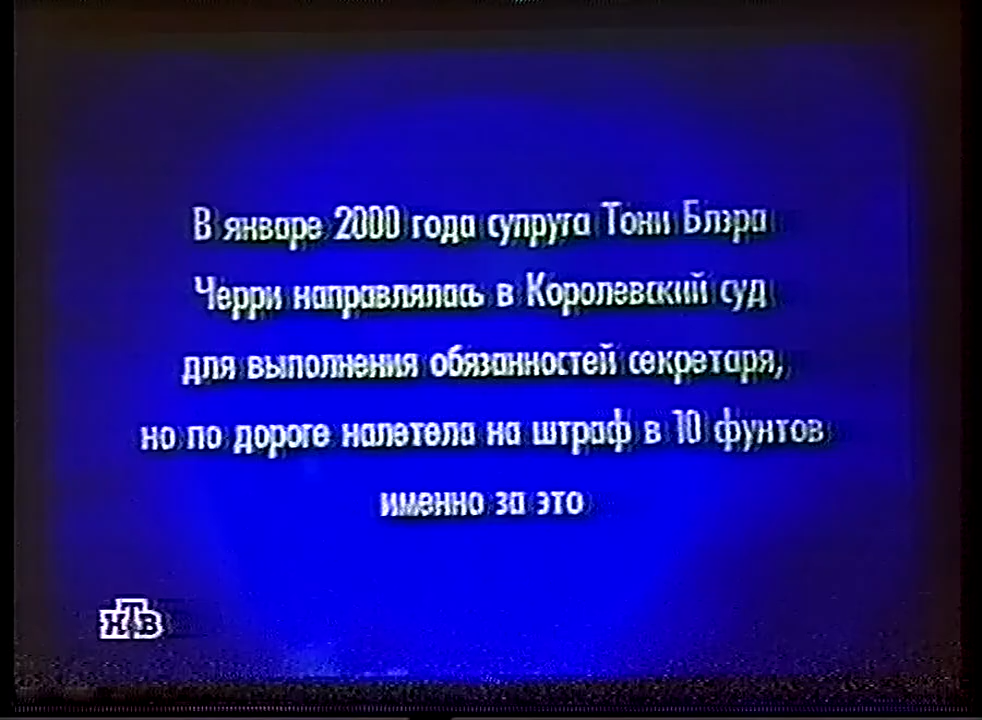 В январе 2000 года супруга Тони Блэра
Черри направлялась в Королевский суд
для выполнения обязанностей секретаря,
но по дороге налетела на штраф в 10 фунтов
именно за это
НТВ